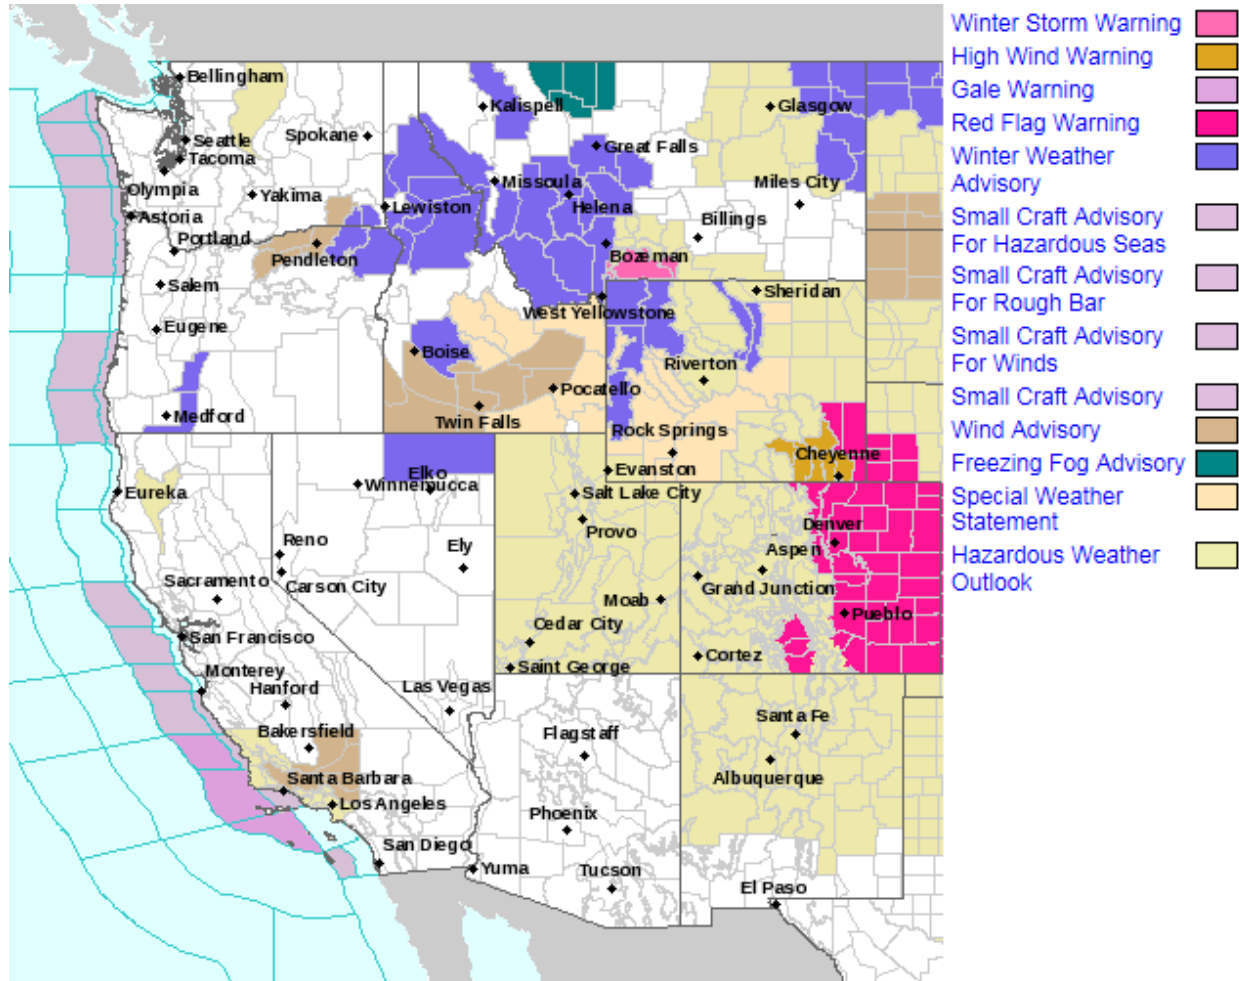 Winter Storm Warning
High Wind Warning
Gale Warning
Red Flag Warning
Winter Weather
Advisory
Small Craft Advisory
For Hazardous Seas
Small Craft Advisory
For Rough Bar
Small Craft Advisory
For Winds
Small Craft Advisory
Wind Advisory
Freezing Fog Advisory
Special Weather
Statement
Hazardous Weather
Outlook
Bellingham
Kalispell
Glasgow
Seattle
Spokane
Great Falls
Tacoma
Olympia
Yakima
Missoula
Miles City
Astoria
Lewiston
Helena
Billings
Portland
Pendleton
Bozeman
Salem
Sheridan
Eugene
West Yellowstone
Boise
Riverton
Pocatello
Medford
Twin Falls
Rock Springs
Cheyenne
Elko
Evanston
Winnemucca
Eureka
Salt Lake City
Provo
Denver
Reno
Ely
Aspen
Sacramento
Carson City
Grand Junction
Moab
Pueblo
San Francisco
Cedar City
Cortez
Monterey
Saint George
Hanford
Las Vegas
Santa Fe
Bakersfield
Flagstaff
Santa Barbara
Albuquerque
Los Angeles
Phoenix
San Diego
Yuma
Tucson
El Paso